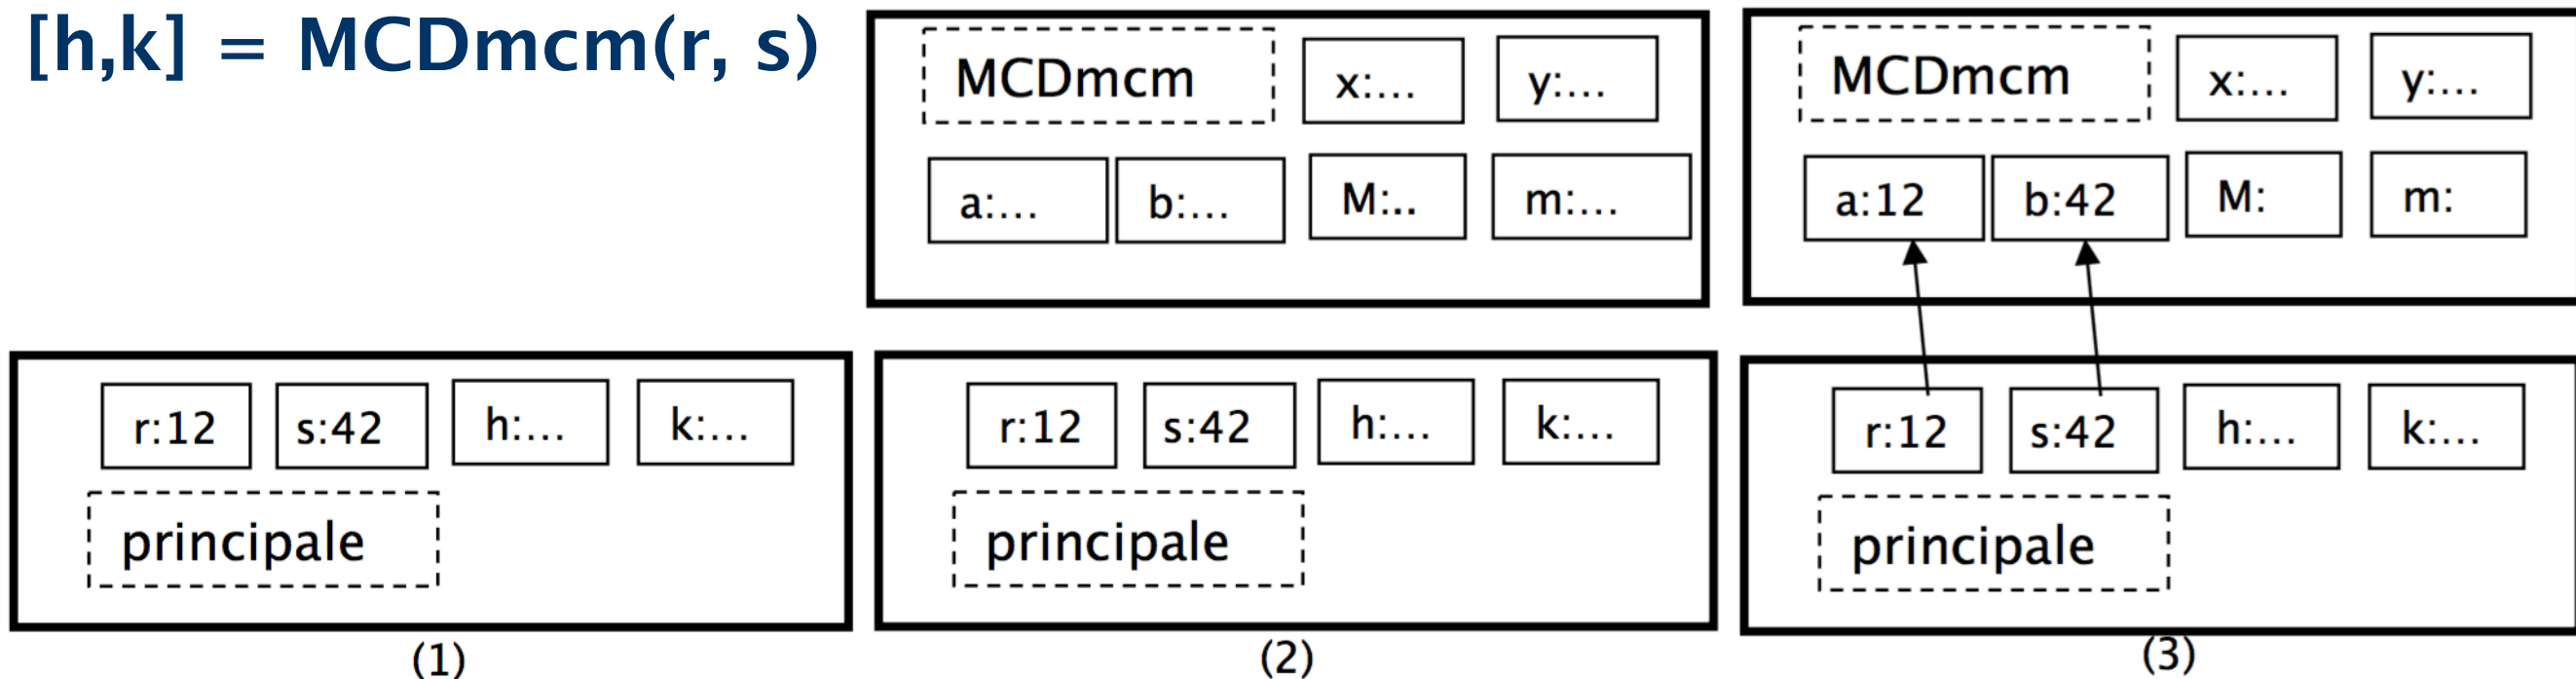 [h,k] = MCDmcm(r, s)
MCDmcm x:... y:...
a:... b:... M:.. m:...
MCDmcm x:... y:...
a:12 b:42 M: m:
r:12 s:42 h:... k:...
principale
(1)
r:12 s:42 h:... k:...
principale
(2)
r:12 s:42 h:... k:...
principale
(3)